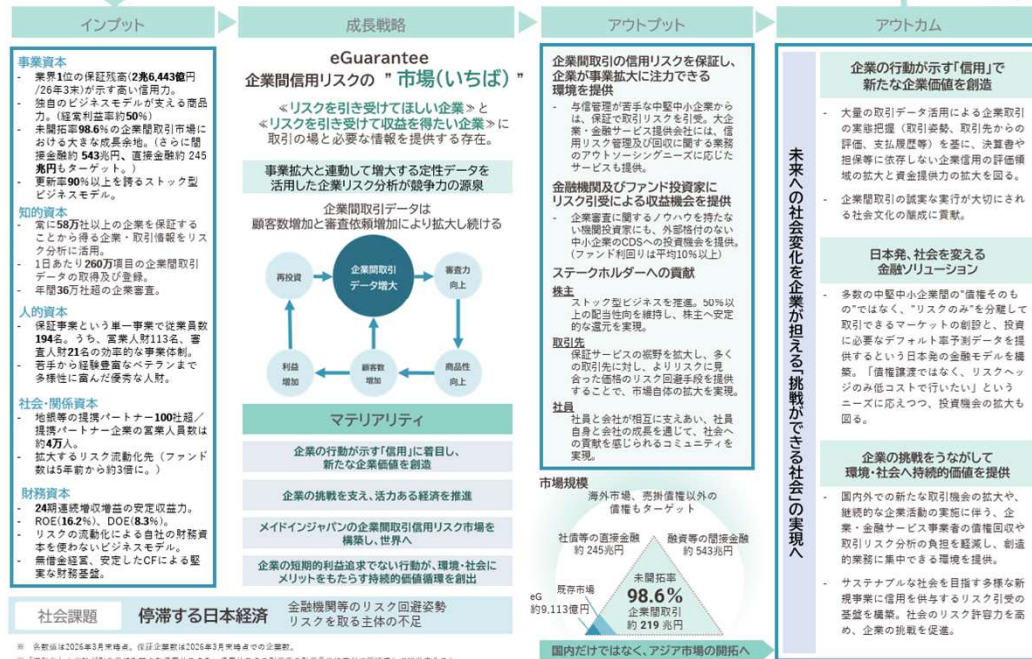 インプット
事業資本
- 業界1位の保証残高(2兆6,443億円
/26年3末)が示す高い信用力。
- 独自のビジネスモデルが支える商品
力。(経常利益率約50%)
- 未開拓率98.6%の企業間取引市場に
おける大きな成長余地。(さらに間
接金融約 543兆円、直接金融約 245
兆円もターゲット。)
- 更新率90%以上を誇るストック型
ビジネスモデル。
知的資本
- 常に58万社以上の企業を保証する
ことから得る企業・取引情報をリス
ク分析に活用。
- 1日あたり260万項目の企業間取引
データの取得及び登録。
- 年間36万社超の企業審査。
人的資本
- 保証事業という単一事業で従業員数
194名。うち、営業人財113名、審
査人財21名の効率的な事業体制。
- 若手から経験豊富なベテランまで
多様性に富んだ優秀な人財。
社会・関係資本
- 地銀等の提携パートナー100社超／
提携パートナー企業の営業人員数は
約4万人。
- 拡大するリスク流動化先（ファンド
数は5年前から約3倍に。）
財務資本
- 24期連続増収増益の安定収益力。
- ROE(16.2%)、DOE(8.3%)。
- リスクの流動化による自社の財務資
本を使わないビジネスモデル。
- 無借金経営、安定したCFによる堅
実な財務基盤。
成長戦略
eGuarantee
企業間信用リスクの ” 市場(いちば) ”
≪リスクを引き受けてほしい企業≫と
≪リスクを引き受けて収益を得たい企業≫に
取引の場と必要な情報を提供する存在。
事業拡大と連動して増大する定性データを
活用した企業リスク分析が競争力の源泉
企業間取引データは
顧客数増加と審査依頼増加により拡大し続ける
再投資
企業間取引
データ増大
審査力
向上
利益
増加
顧客数
増加
商品性
向上
マテリアリティ
企業の行動が示す「信用」に着目し、
新たな企業価値を創造
企業の挑戦を支え、活力ある経済を推進
メイドインジャパンの企業間取引信用リスク市場を
構築し、世界へ
企業の短期的利益追求でない行動が、環境・社会に
メリットをもたらす持続的価値循環を創出
社会課題
停滞する日本経済
金融機関等のリスク回避姿勢
リスクを取る主体の不足
アウトプット
企業間取引の信用リスクを保証し、
企業が事業拡大に注力できる
環境を提供
- 与信管理が苦手な中堅中小企業から
は、保証で取引リスクを引受。大企
業・金融サービス提供会社には、信
用リスク管理及び回収に関する業務
のアウトソーシングニーズに応じた
サービスも提供。
金融機関及びファンド投資家に
リスク引受による収益機会を提供
- 企業審査に関するノウハウを持たな
い機関投資家にも、外部格付のない
中小企業のCDSへの投資機会を提供。
(ファンド利回りは平均10%以上)
ステークホルダーへの貢献
株主
ストック型ビジネスを推進。50%以
上の配当性向を維持し、株主へ安定
的な還元を実現。
取引先
保証サービスの裾野を拡大し、多く
の取引先に対し、よりリスクに見
合った価格のリスク回避手段を提供
することで、市場自体の拡大を実現。
社員
社員と会社が相互に支えあい、社員
自身と会社の成長を通じて、社会へ
の貢献を感じられるコミュニティを
実現。
市場規模
海外市場、売掛債権以外の
債権もターゲット
社債等の直接金融
約 245兆円
融資等の間接金融
約543兆円
eG
約9,113億円
既存市場
未開拓率
98.6%
企業間取引
約 219 兆円
国内だけではなく、アジア市場の開拓へ
アウトカム
未来への社会変化を企業が担える「挑戦ができる社会」の実現へ
企業の行動が示す「信用」で
新たな企業価値を創造
- 大量の取引データ活用による企業取引
の実態把握（取引姿勢、取引先からの
評価、支払履歴等）を基に、決算書や
担保等に依存しない企業信用の評価領
域の拡大と資金提供力の拡大を図る。
- 企業間取引の誠実な実行が大切にされ
る社会文化の醸成に貢献。
日本発、社会を変える
金融ソリューション
- 多数の中堅中小企業間の”債権そのも
の”ではなく、”リスクのみ”を分離して
取引できるマーケットの創設と、投資
に必要なデフォルト率予測データを提
供するという日本発の金融モデルを構
築。「債権譲渡ではなく、リスクヘッ
ジのみ低コストで行いたい」という
ニーズに応えつつ、投資機会の拡大も
図る。
企業の挑戦をうながして
環境・社会へ持続的価値を提供
- 国内外での新たな取引機会の拡大や、
継続的な企業活動の実施に伴う、企
業・金融サービス事業者の債権回収や
取引リスク分析の負担を軽減し、創造
的業務に集中できる環境を提供。
- サステナブルな社会を目指す多様な新
規事業に信用を供与するリスク引受の
基盤を構築。社会のリスク許容力を高
め、企業の挑戦を促進。
※ 各数値は2026年3月末時点。保証企業数は2026年3月末時点での企業数。